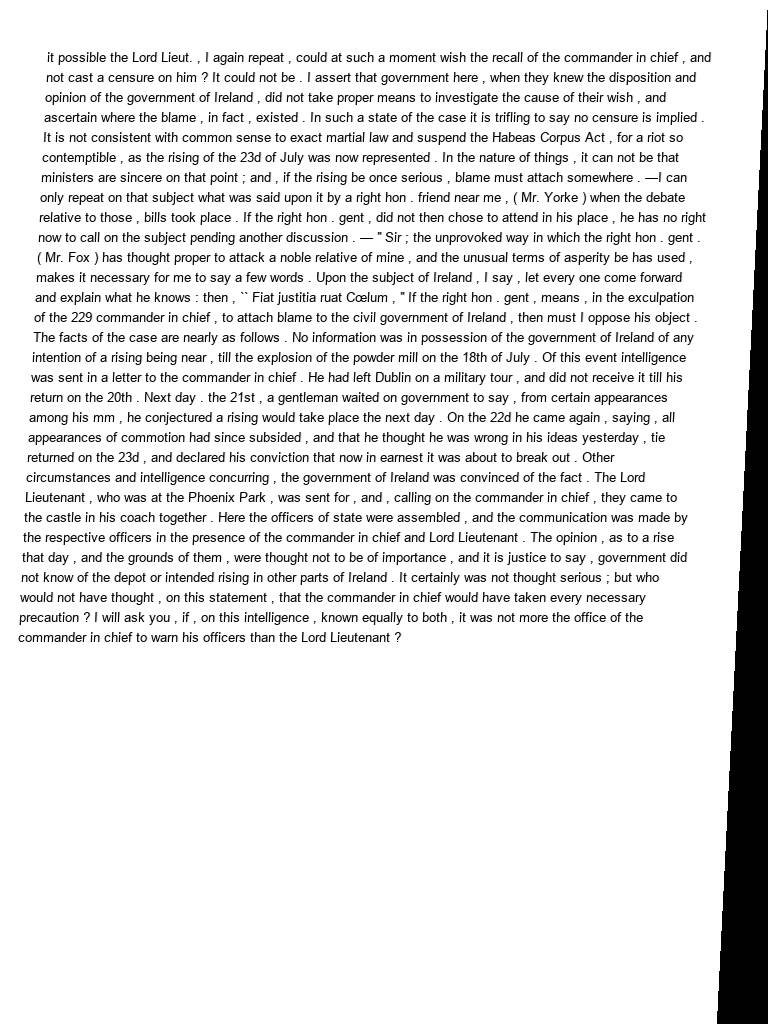 it possible the Lord Lieut. , I again repeat , could at such a moment wish the recall of the commander in chief , and
not cast a censure on him ? It could not be . I assert that government here , when they knew the disposition and
opinion of the government of Ireland , did not take proper means to investigate the cause of their wish , and
ascertain where the blame , in fact , existed . In such a state of the case it is trifling to say no censure is implied .
It is not consistent with common sense to exact martial law and suspend the Habeas Corpus Act , for a riot so
contemptible , as the rising of the 23d of July was now represented . In the nature of things , it can not be that
ministers are sincere on that point ; and , if the rising be once serious , blame must attach somewhere . —I can
only repeat on that subject what was said upon it by a right hon . friend near me , ( Mr. Yorke ) when the debate
relative to those , bills took place . If the right hon . gent , did not then chose to attend in his place , he has no right
now to call on the subject pending another discussion . — " Sir ; the unprovoked way in which the right hon . gent .
( Mr. Fox ) has thought proper to attack a noble relative of mine , and the unusual terms of asperity be has used ,
makes it necessary for me to say a few words . Upon the subject of Ireland , I say , let every one come forward
and explain what he knows : then , `` Fiat justitia ruat Cœlum , " If the right hon . gent , means , in the exculpation
of the 229 commander in chief , to attach blame to the civil government of Ireland , then must I oppose his object .
The facts of the case are nearly as follows . No information was in possession of the government of Ireland of any
intention of a rising being near , till the explosion of the powder mill on the 18th of July . Of this event intelligence
was sent in a letter to the commander in chief . He had left Dublin on a military tour , and did not receive it till his
return on the 20th . Next day . the 21st , a gentleman waited on government to say , from certain appearances
among his mm , he conjectured a rising would take place the next day . On the 22d he came again , saying , all
appearances of commotion had since subsided , and that he thought he was wrong in his ideas yesterday , tie
returned on the 23d , and declared his conviction that now in earnest it was about to break out . Other
circumstances and intelligence concurring , the government of Ireland was convinced of the fact . The Lord
Lieutenant , who was at the Phoenix Park , was sent for , and , calling on the commander in chief , they came to
the castle in his coach together . Here the officers of state were assembled , and the communication was made by
the respective officers in the presence of the commander in chief and Lord Lieutenant . The opinion , as to a rise
that day , and the grounds of them , were thought not to be of importance , and it is justice to say , government did
not know of the depot or intended rising in other parts of Ireland . It certainly was not thought serious ; but who
would not have thought , on this statement , that the commander in chief would have taken every necessary
precaution ? I will ask you , if , on this intelligence , known equally to both , it was not more the office of the
commander in chief to warn his officers than the Lord Lieutenant ?